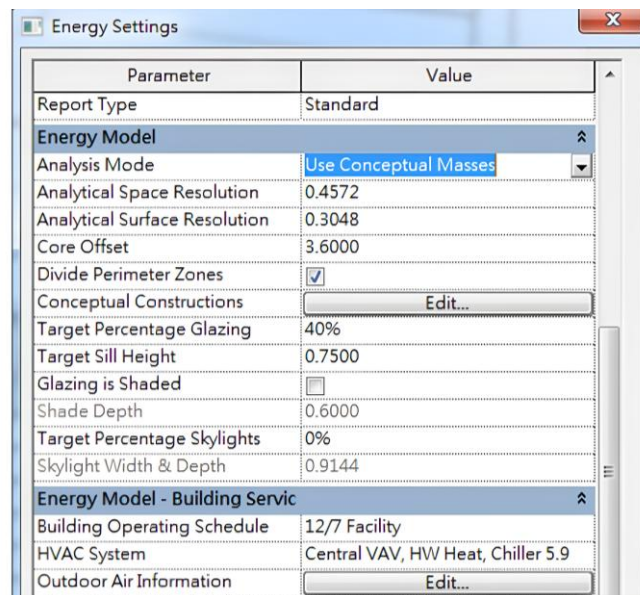 Energy Settings
Parameter Value
Report Type Standard
Energy Model
Analysis Mode Use Conceptual Masses
Analytical Space Resolution 0.4572
Analytical Surface Resolution 0.3048
Core Offset 3.6000
Divide Perimeter Zones
Conceptual Constructions Edit...
Target Percentage Glazing 40%
Target Sill Height 0.7500
Glazing is Shaded
Shade Depth 0.6000
Target Percentage Skylights 0%
Skylight Width & Depth 0.9144
Energy Model - Building Servic
Building Operating Schedule 12/7 Facility
HVAC System Central VAV, HW Heat, Chiller 5.9
Outdoor Air Information Edit...